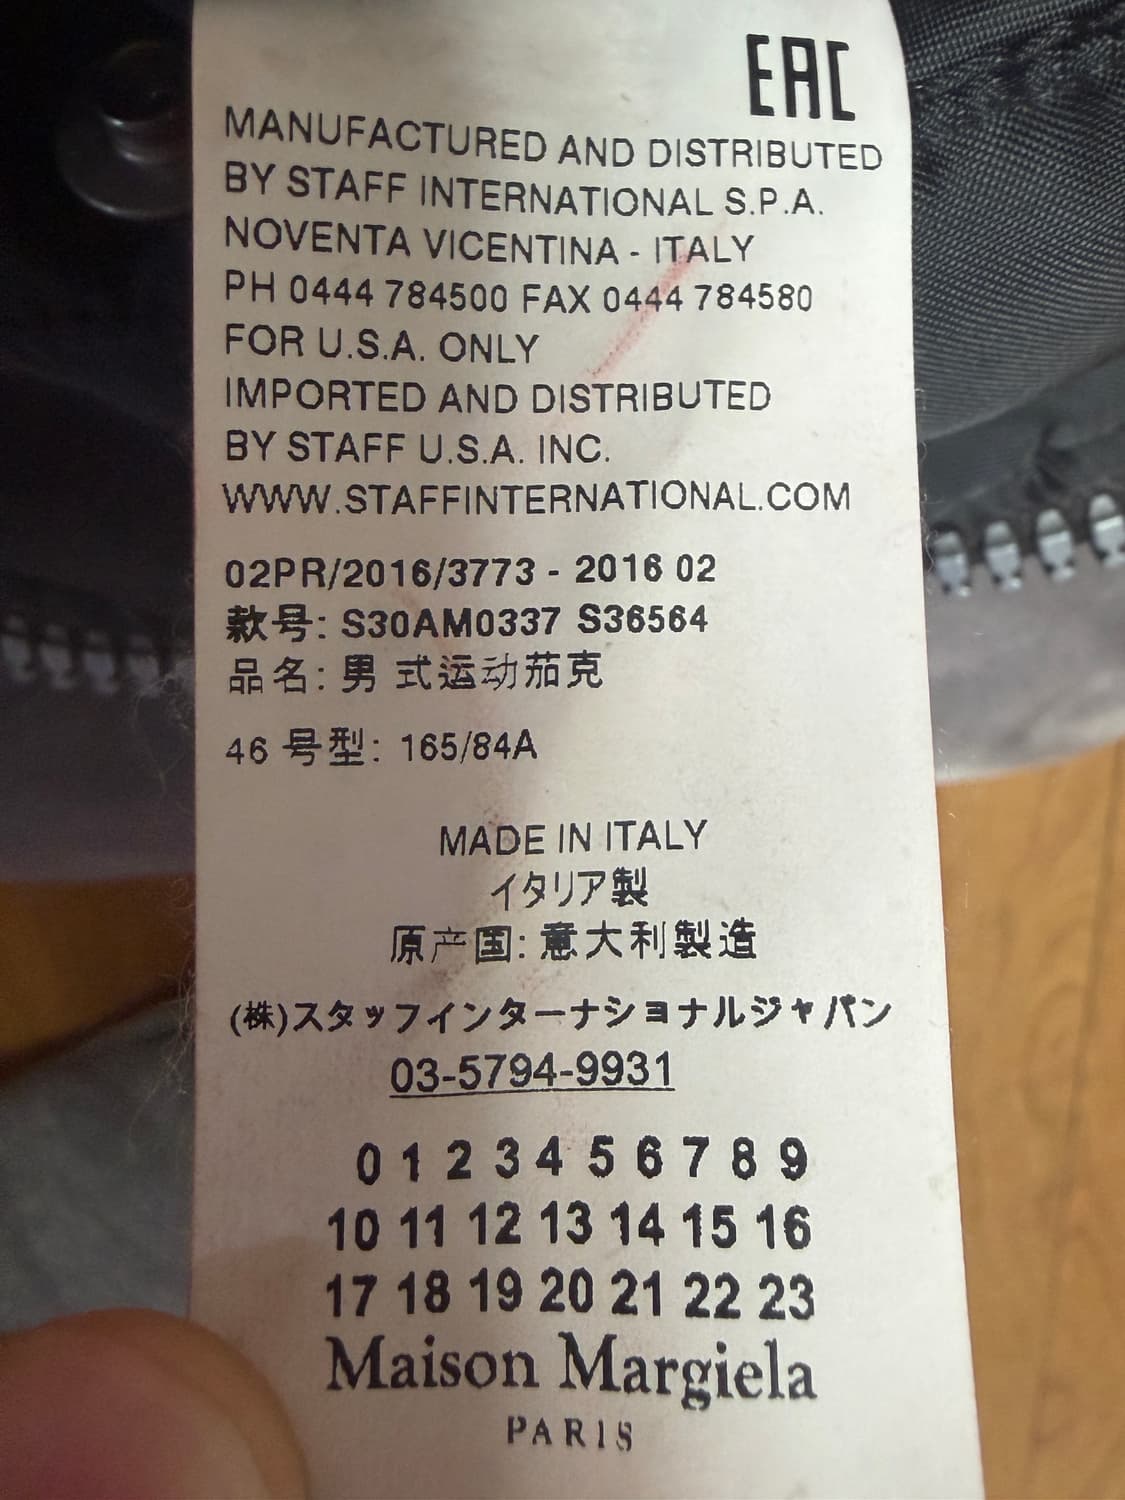 EAC
MANUFACTURED AND DISTRIBUTED
BY STAFF INTERNATIONAL S.P.A.
NOVENTA VICENTINA - ITALY
PH 0444 784500 FAX 0444 784580
FOR U.S.A. ONLY
IMPORTED AND DISTRIBUTED
BY STAFF U.S.A. INC.
WWW.STAFFINTERNATIONAL.COM
02PR/2016/3773 - 2016 02
款号: S30AM0337 S36564
品名: 男 式运动茄克
46 号型: 165/84A
MADE IN ITALY
イタリア製
原产国: 意大利製造
(株)スタッフインターナショナルジャパン
03-5794-9931
0 1 2 3 4 5 6 7 8 9
10 11 12 13 14 15 16
17 18 19 20 21 22 23
Maison Margiela
PARIS